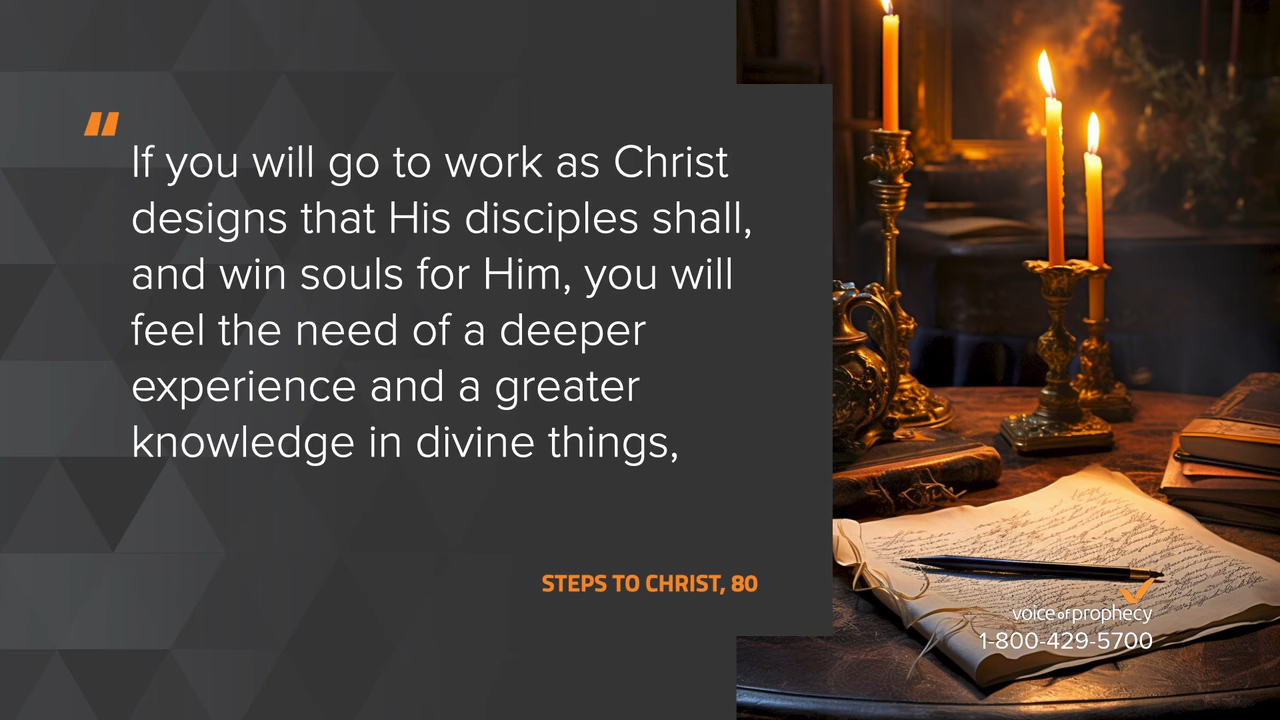 “
If you will go to work as Christ
designs that His disciples shall,
and win souls for Him, you will
feel the need of a deeper
experience and a greater
knowledge in divine things,
STEPS TO CHRIST, 80
voice of prophecy
1-800-429-5700